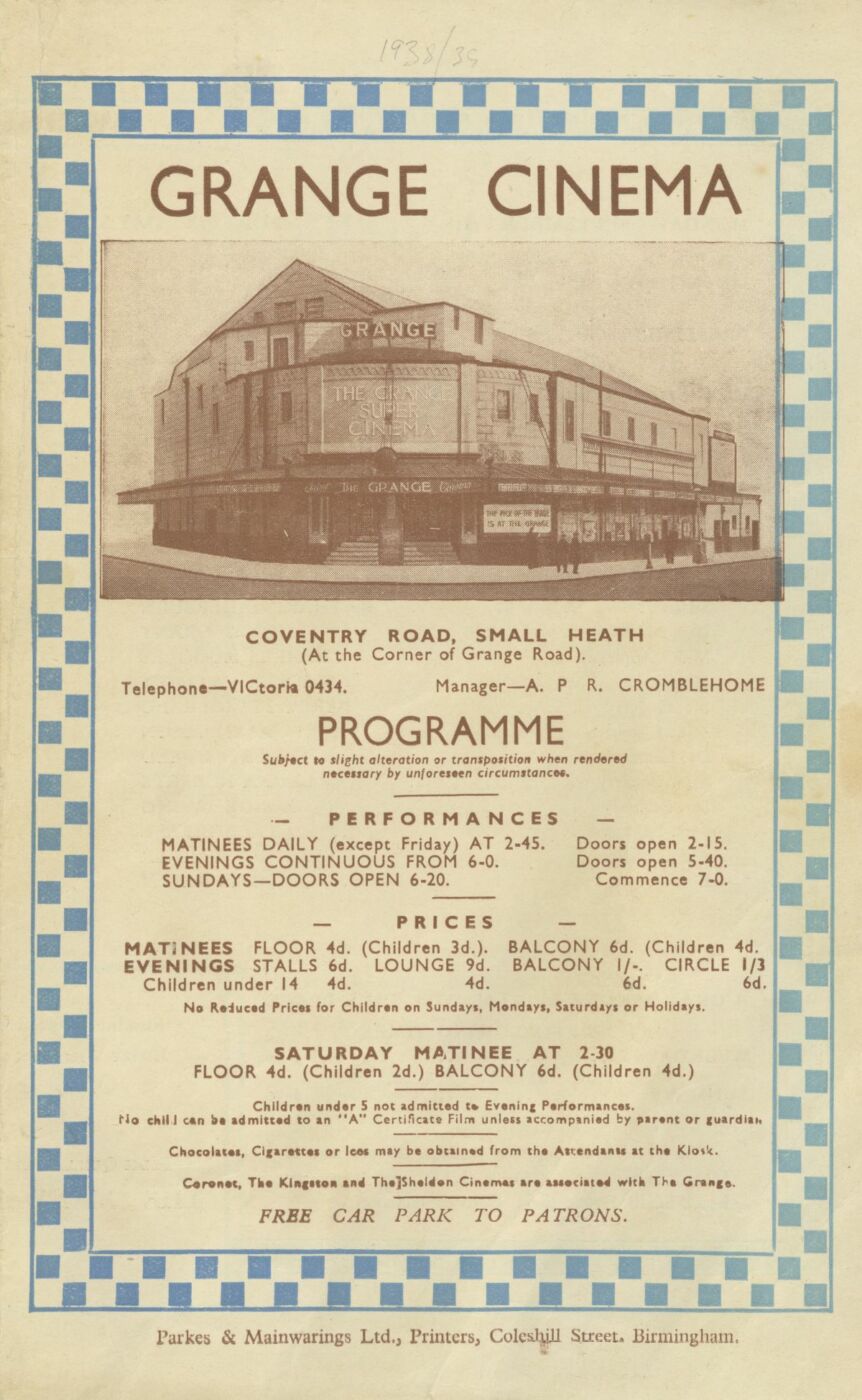 1938/39
GRANGE CINEMA
GRANGE
THE GRANGE
SUPER
CINEMA
THE GRANGE
THE PICK OF THE
IS AT THE GRANGE
COVENTRY ROAD, SMALL HEATH
(At the Corner of Grange Road).
Telephone—VICtoria 0434. Manager—A. P R. CROMBLEHOME
PROGRAMME
Subject to slight alteration or transposition when rendered
necessary by unforeseen circumstances.
— PERFORMANCES —
MATINEES DAILY (except Friday) AT 2-45. Doors open 2-15.
EVENINGS CONTINUOUS FROM 6-0. Doors open 5-40.
SUNDAYS—DOORS OPEN 6-20. Commence 7-0.
— PRICES —
MATINEES FLOOR 4d. (Children 3d.). BALCONY 6d. (Children 4d.
EVENINGS STALLS 6d. LOUNGE 9d. BALCONY 1/-. CIRCLE 1/3
Children under 14 4d. 4d. 6d. 6d.
No Reduced Prices for Children on Sundays, Mondays, Saturdays or Holidays.
SATURDAY MATINEE AT 2-30
FLOOR 4d. (Children 2d.) BALCONY 6d. (Children 4d.)
Children under 5 not admitted to Evening Performances.
No child can be admitted to an "A" Certificate Film unless accompanied by parent or guardian,
Chocolates, Cigarettes or Ices may be obtained from the Attendants at the Kiosk.
Coronet, The Kingston and The Sheldon Cinemas are associated with The Grange.
FREE CAR PARK TO PATRONS.
Parkes & Mainwarings Ltd., Printers, Coleshill Street. Birmingham.